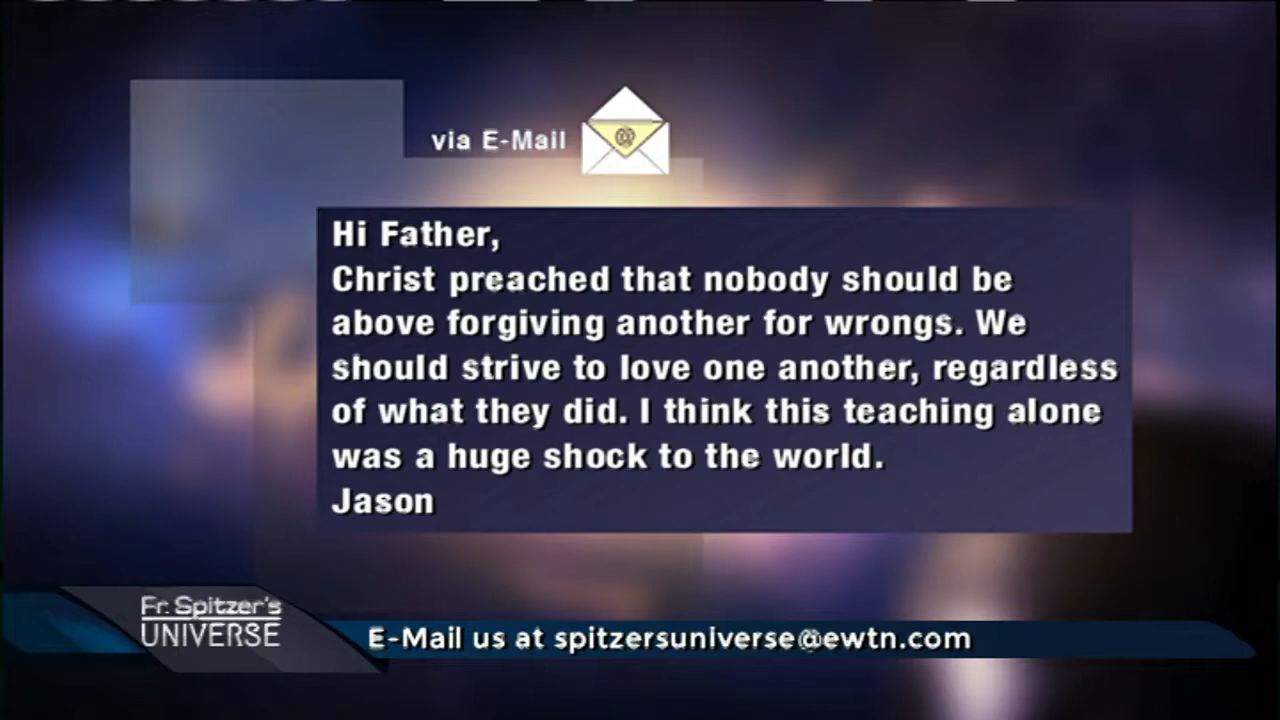 via E-Mail
@
Hi Father,
Christ preached that nobody should be
above forgiving another for wrongs. We
should strive to love one another, regardless
of what they did. I think this teaching alone
was a huge shock to the world.
Jason
Fr. Spitzer's
UNIVERSE
E-Mail us at spitzersuniverse@ewtn.com